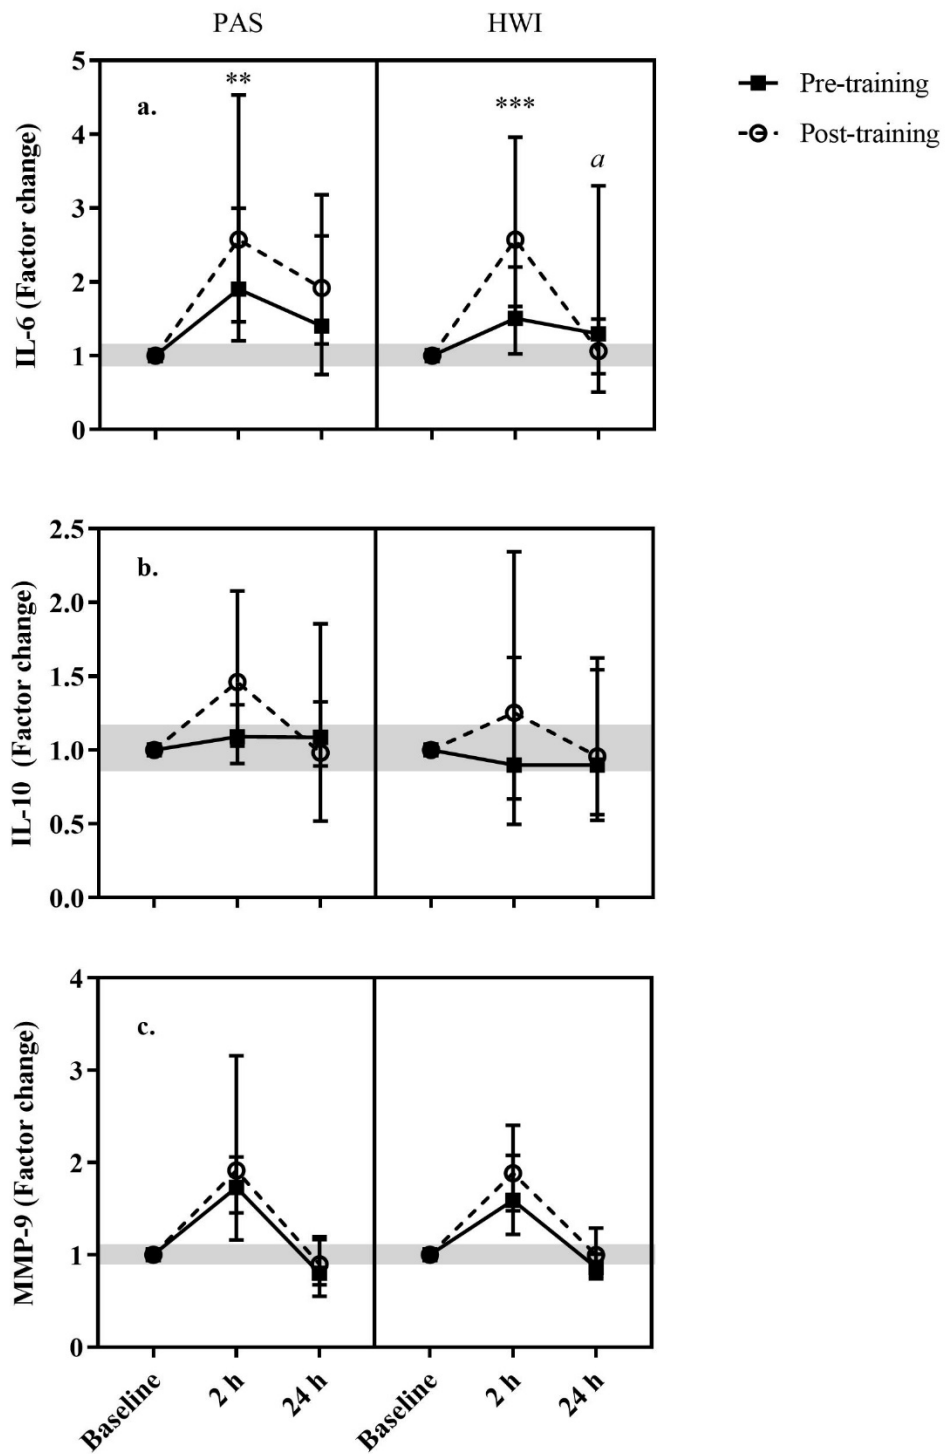 PAS HWI
Pre-training
Post-training
a.
IL-6 (Factor change)
5
4
3
2
1
0
**
***
a
b.
IL-10 (Factor change)
2.5
2.0
1.5
1.0
0.5
0.0
c.
MMP-9 (Factor change)
4
3
2
1
0
Baseline 2 h 24 h Baseline 2 h 24 h